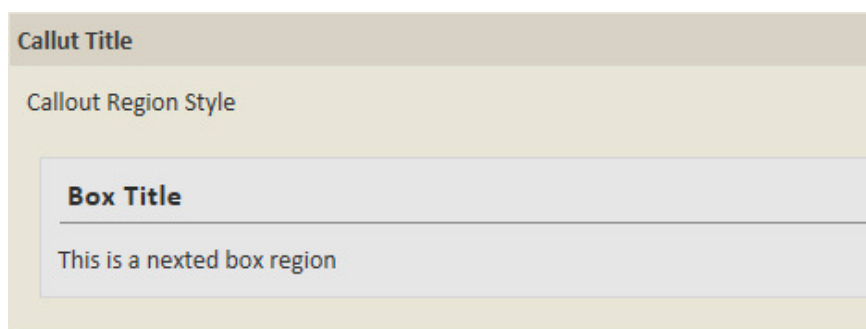 Callut Title
Callout Region Style
Box Title
This is a nexted box region